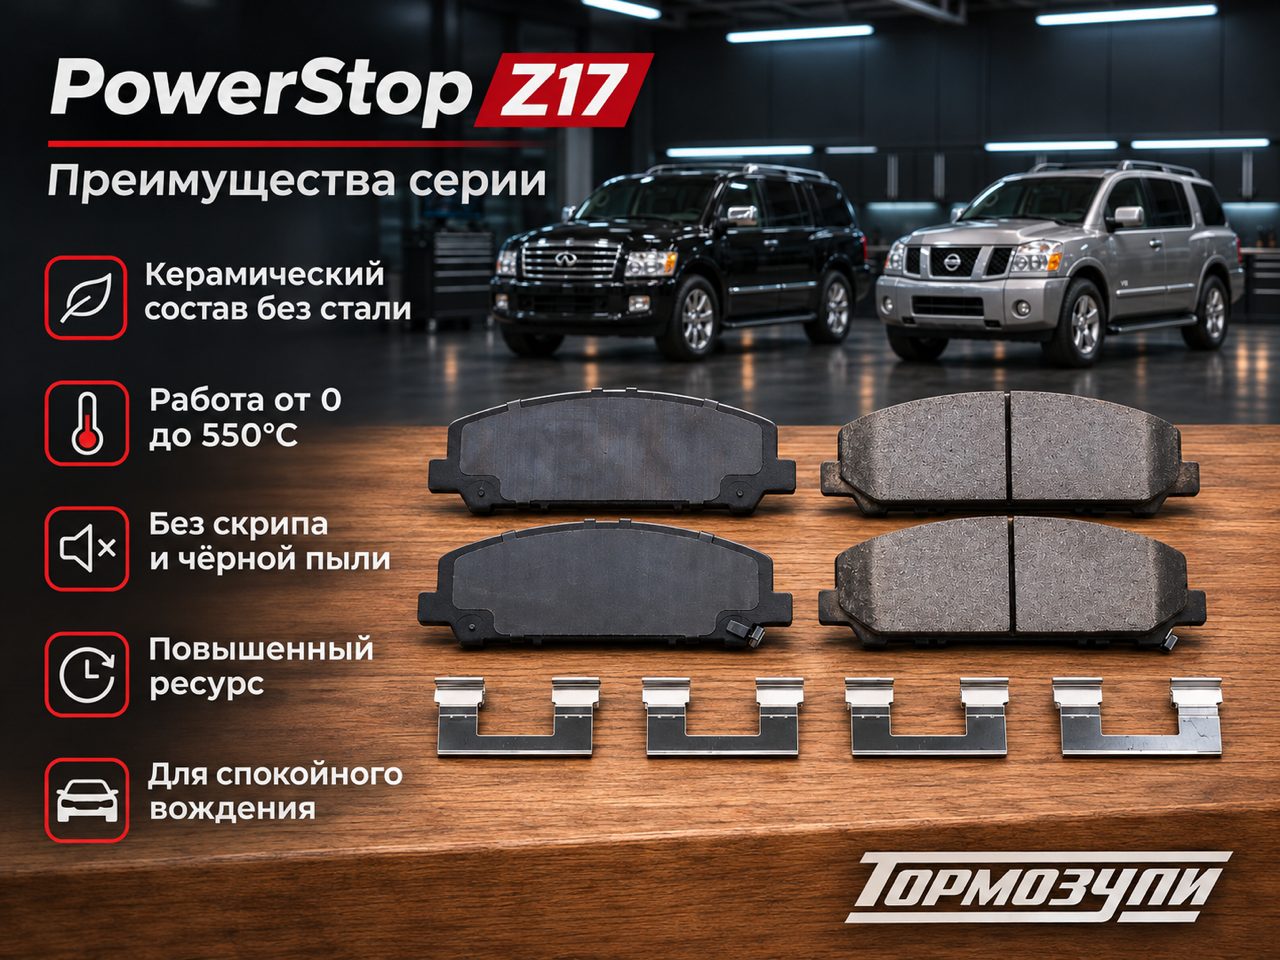 PowerStop Z17
Преимущества серии
Керамический
состав без стали
Работа от 0
до 550°C
Без скрипа
и чёрной пыли
Повышенный
ресурс
Для спокойного
вождения
ТОРМОЗУЛИ